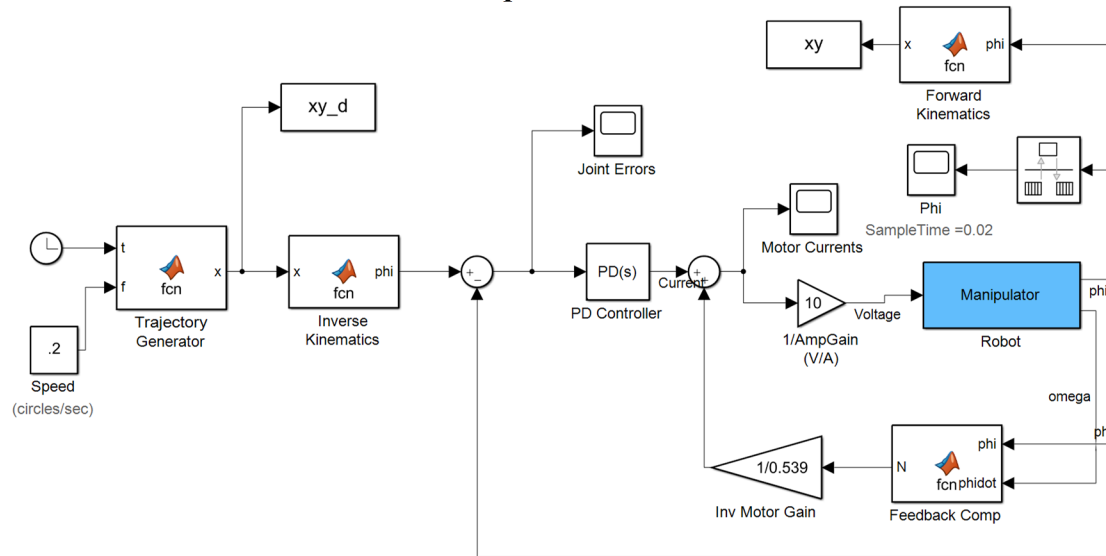 xy
x
phi
fcn
Forward
Kinematics
xy_d
Joint Errors
Phi
SampleTime =0.02
Motor Currents
t
f
x
fcn
Trajectory
Generator
x
phi
fcn
Inverse
Kinematics
+
−
PD(s)
PD Controller
+
+
Current
10
1/AmpGain
(V/A)
Voltage
Manipulator
Robot
phi
.2
Speed
(circles/sec)
omega
1/0.539
Inv Motor Gain
N
phi
fcn
phidot
Feedback Comp